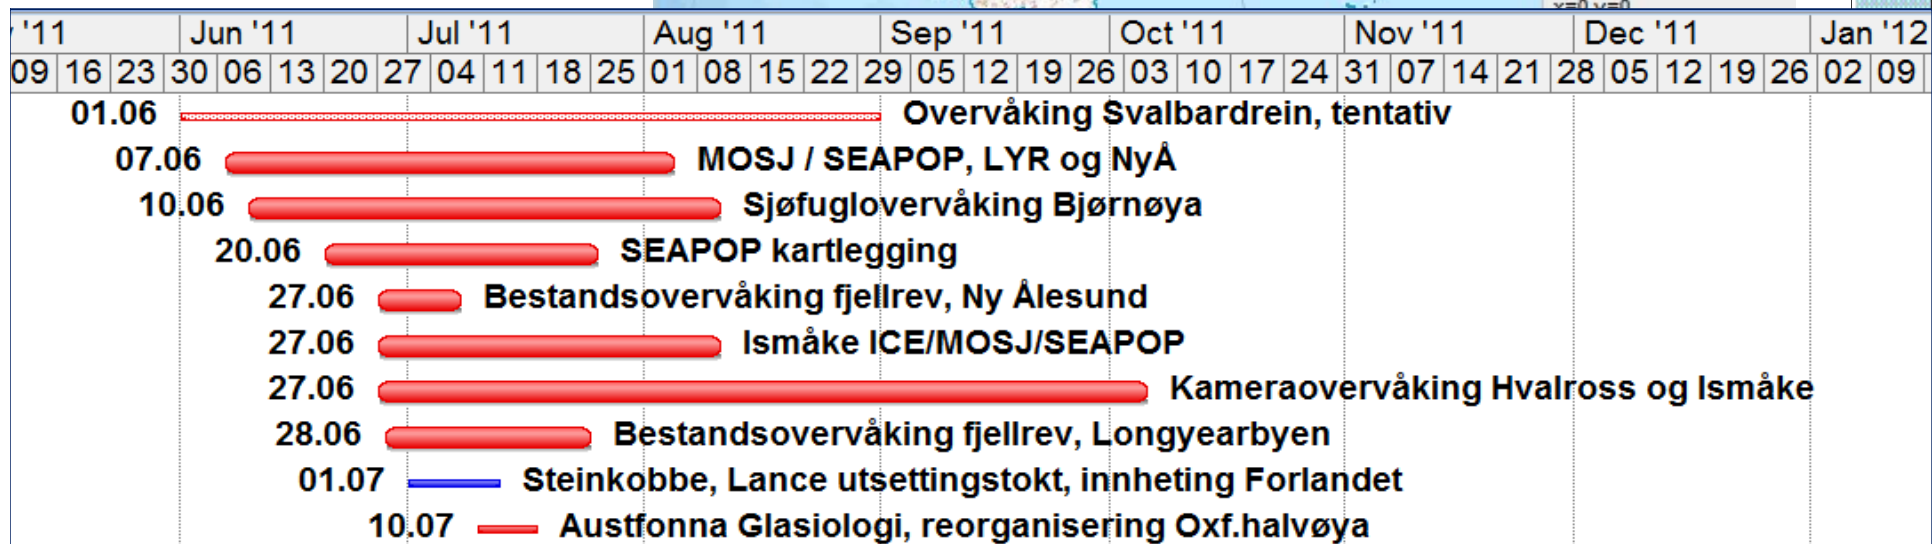 x=0 y=0
'11 Jun '11 Jul '11 Aug '11 Sep '11 Oct '11 Nov '11 Dec '11 Jan '12
09 16 23 30 06 13 20 27 04 11 18 25 01 08 15 22 29 05 12 19 26 03 10 17 24 31 07 14 21 28 05 12 19 26 02 09
01.06 Overvåking Svalbardrein, tentativ
07.06 MOSJ / SEAPOP, LYR og NyÅ
10.06 Sjøfuglovervåking Bjørnøya
20.06 SEAPOP kartlegging
27.06 Bestandsovervåking fjellrev, Ny Ålesund
27.06 Ismåke ICE/MOSJ/SEAPOP
27.06 Kameraovervåking Hvalross og Ismåke
28.06 Bestandsovervåking fjellrev, Longyearbyen
01.07 Steinkobbe, Lance utsettingstokt, innheting Forlandet
10.07 Austfonna Glasiologi, reorganisering Oxf.halvøya